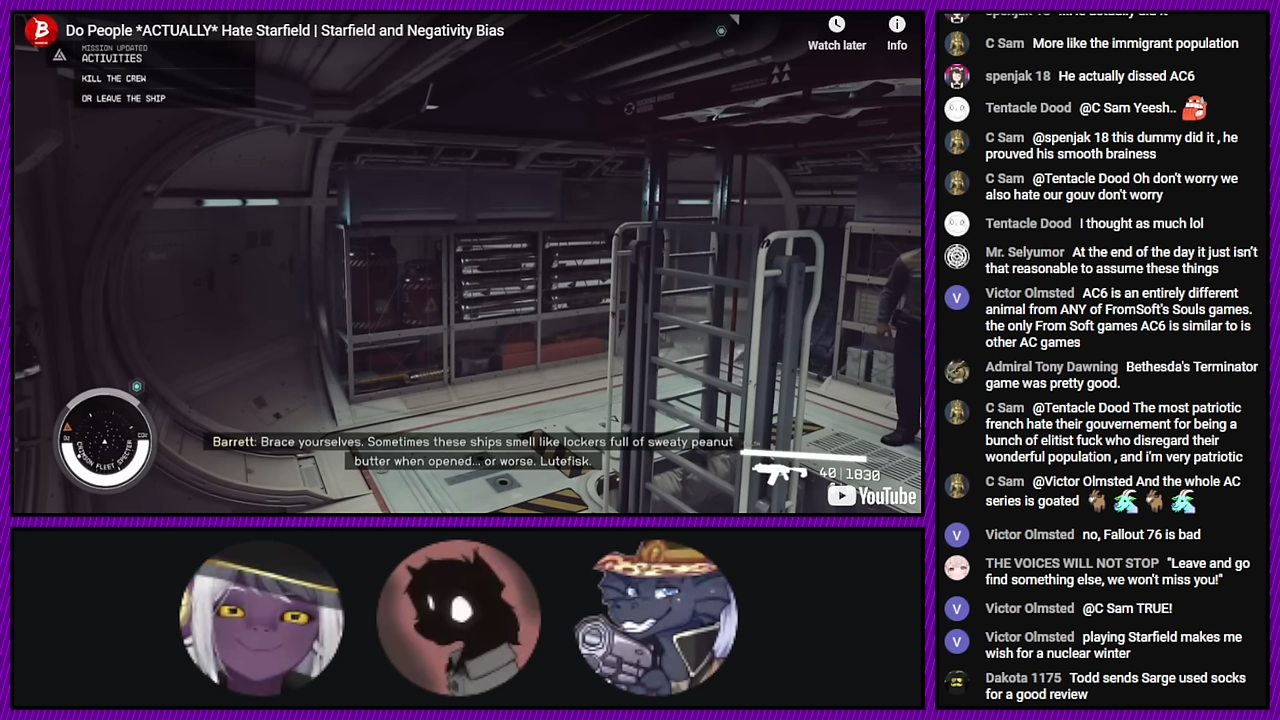 Do People *ACTUALLY* Hate Starfield | Starfield and Negativity Bias
Watch later
Info
MISSION UPDATED
ACTIVITIES
KILL THE CREW
OR LEAVE THE SHIP
CRIMSON FLEET SPECTER
Barrett: Brace yourselves. Sometimes these ships smell like lockers full of sweaty peanut
butter when opened... or worse. Lutefisk.
40|1830
YouTube
C Sam More like the immigrant population
spenjak 18 He actually dissed AC6
Tentacle Dood @C Sam Yeesh..
C Sam @spenjak 18 this dummy did it , he
prouved his smooth brainess
C Sam @Tentacle Dood Oh don't worry we
also hate our gouv don't worry
Tentacle Dood I thought as much lol
Mr. Selyumor At the end of the day it just isn't
that reasonable to assume these things
V
Victor Olmsted AC6 is an entirely different
animal from ANY of FromSoft's Souls games.
the only From Soft games AC6 is similar to is
other AC games
Admiral Tony Dawning Bethesda's Terminator
game was pretty good.
C Sam @Tentacle Dood The most patriotic
french hate their gouvernement for being a
bunch of elitist fuck who disregard their
wonderful population , and i'm very patriotic
C Sam @Victor Olmsted And the whole AC
series is goated
V
Victor Olmsted no, Fallout 76 is bad
THE VOICES WILL NOT STOP "Leave and go
find something else, we won't miss you!"
V
Victor Olmsted @C Sam TRUE!
V
Victor Olmsted playing Starfield makes me
wish for a nuclear winter
Dakota 1175 Todd sends Sarge used socks
for a good review